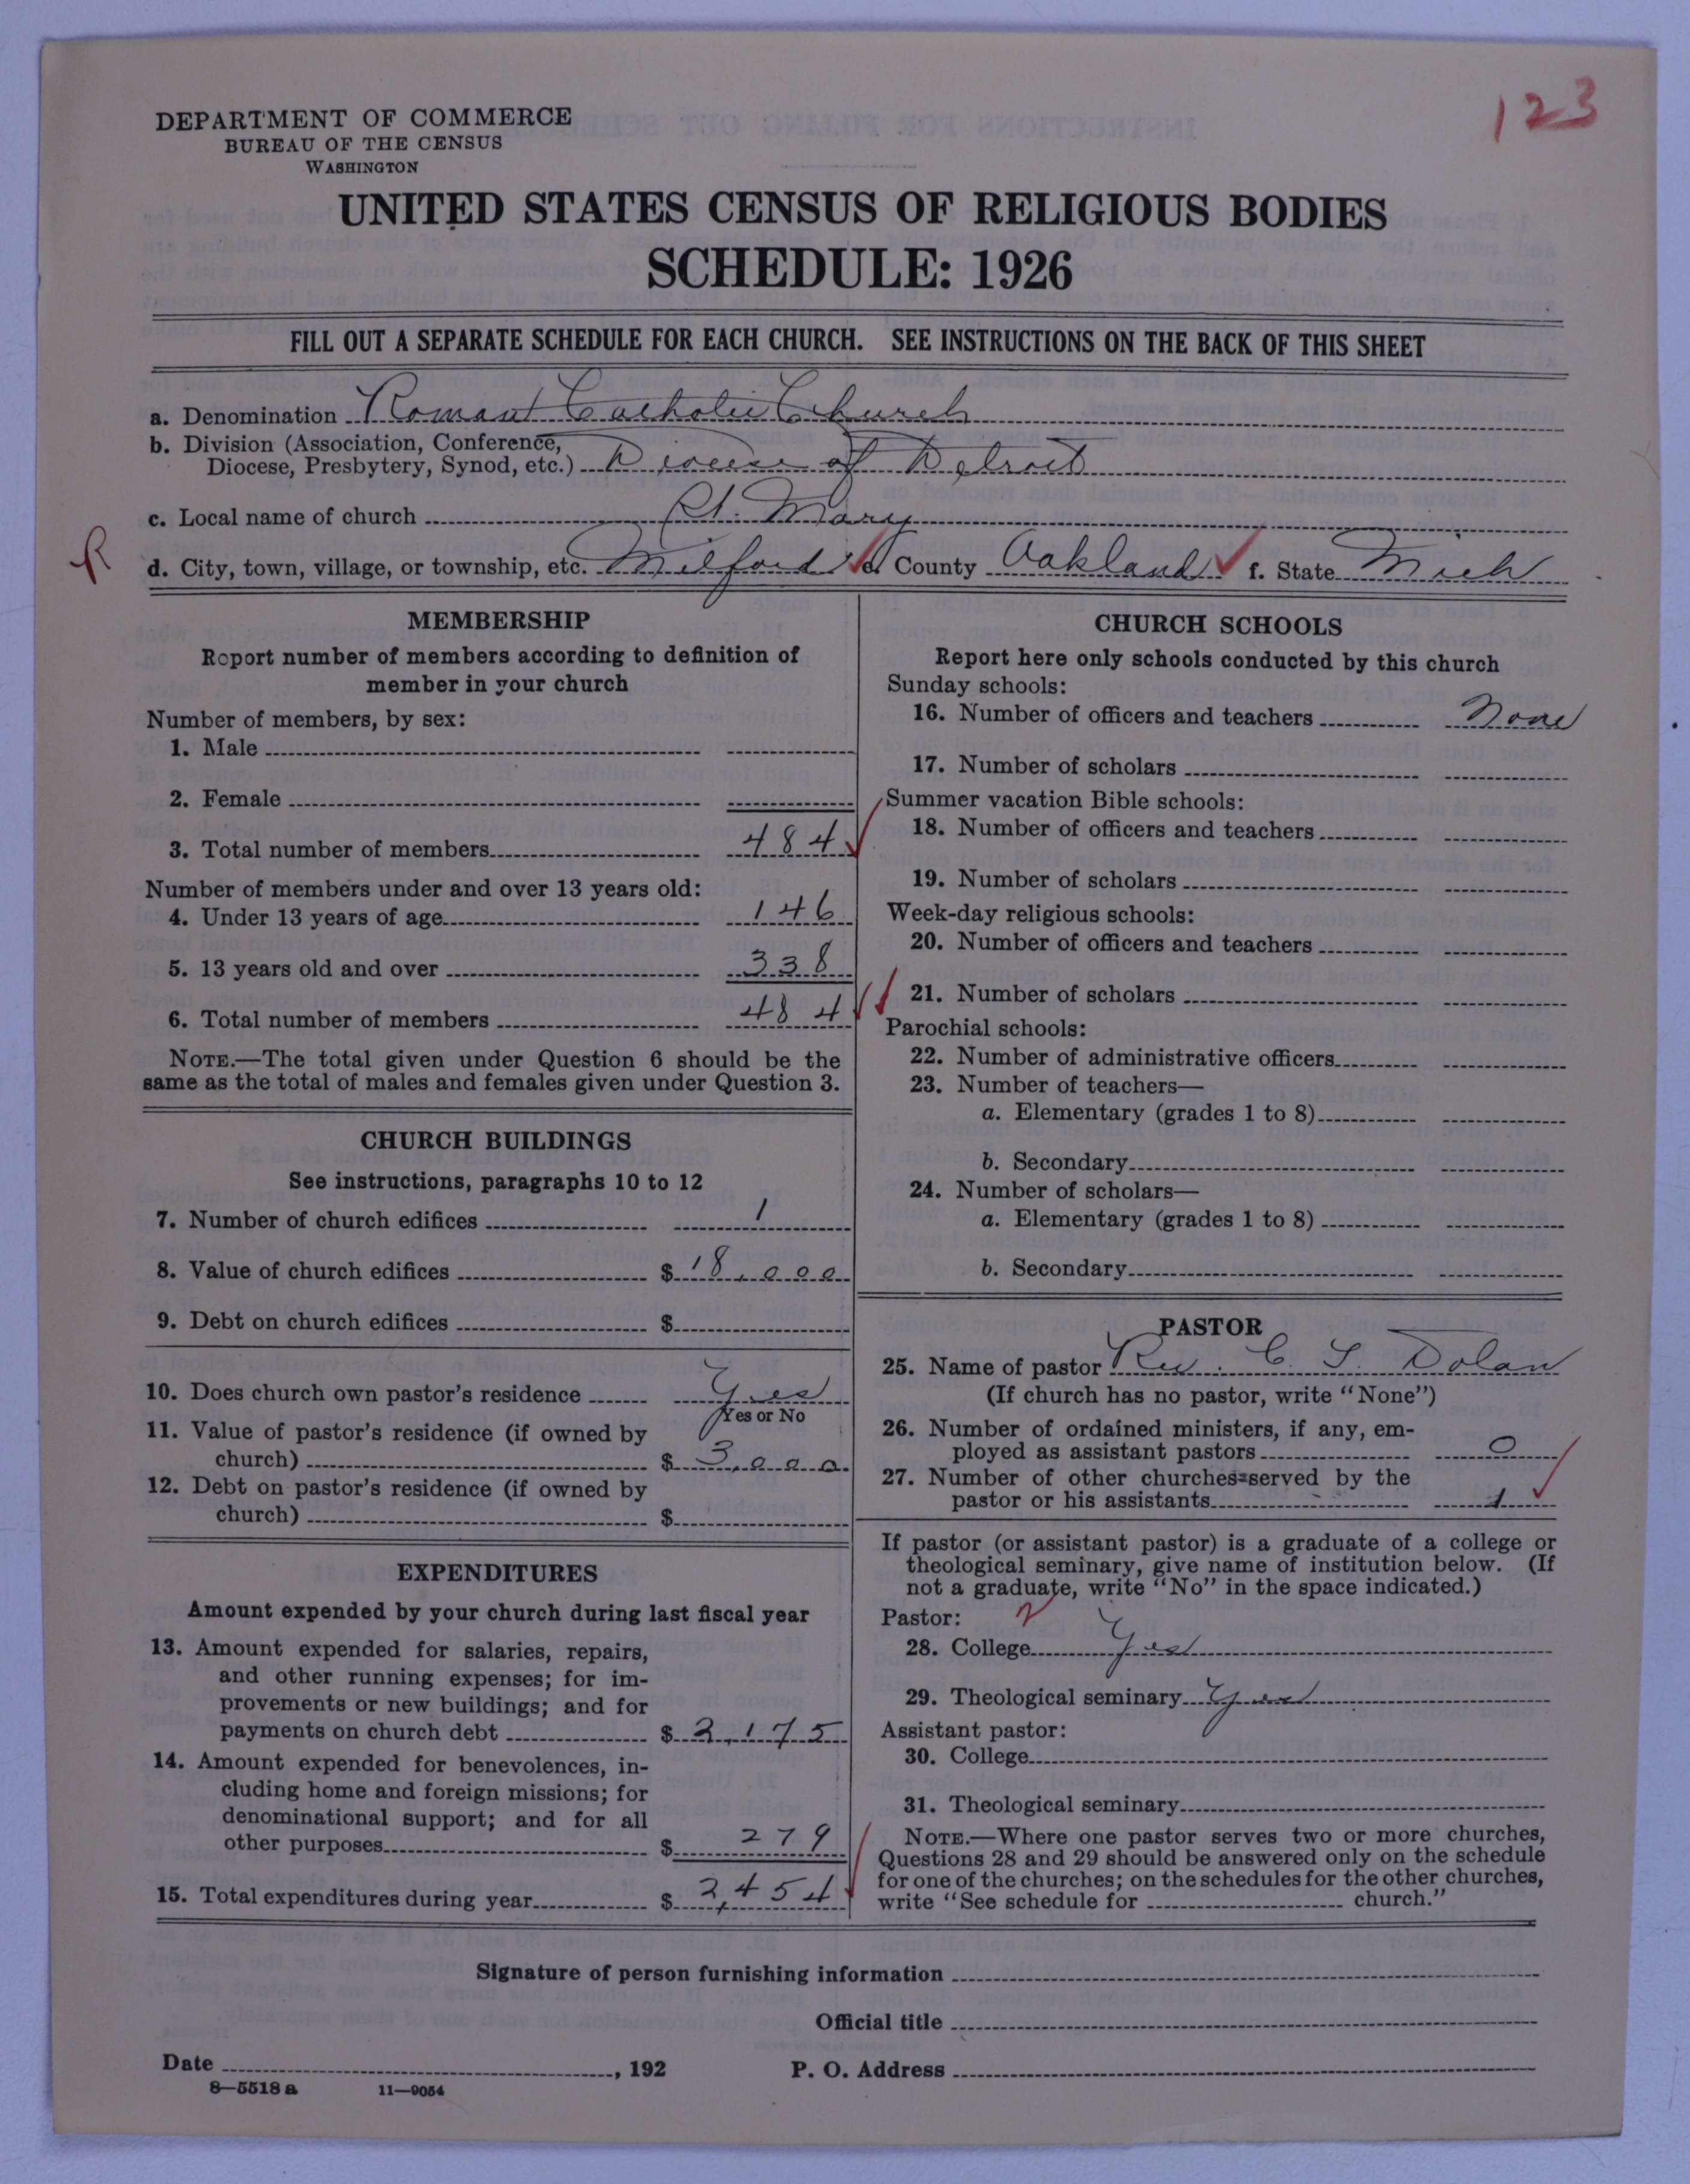 123
DEPARTMENT OF COMMERCE
BUREAU OF THE CENSUS
WASHINGTON
UNITED STATES CENSUS OF RELIGIOUS BODIES
SCHEDULE: 1926
FILL OUT A SEPARATE SCHEDULE FOR EACH CHURCH. SEE INSTRUCTIONS ON THE BACK OF THIS SHEET
a. Denomination Roman Catholic Church
b. Division (Association, Conference,
Diocese, Presbytery, Synod, etc.) Diocese of Detroit
c. Local name of church St. Mary
R
d. City, town, village, or township, etc. Milford e. County Oakland f. State Mich
MEMBERSHIP
Report number of members according to definition of
member in your church
Number of members, by sex:
1. Male
2. Female
3. Total number of members 484
Number of members under and over 13 years old:
4. Under 13 years of age 146
5. 13 years old and over 338
6. Total number of members 484
NOTE.—The total given under Question 6 should be the
same as the total of males and females given under Question 3.
CHURCH BUILDINGS
See instructions, paragraphs 10 to 12
7. Number of church edifices 1
8. Value of church edifices $ 18,000
9. Debt on church edifices $
10. Does church own pastor's residence Yes
Yes or No
11. Value of pastor's residence (if owned by
church) $ 3,000
12. Debt on pastor's residence (if owned by
church) $
EXPENDITURES
Amount expended by your church during last fiscal year
13. Amount expended for salaries, repairs,
and other running expenses; for im-
provements or new buildings; and for
payments on church debt $ 2,175
14. Amount expended for benevolences, in-
cluding home and foreign missions; for
denominational support; and for all
other purposes $ 279
15. Total expenditures during year $ 2,454
CHURCH SCHOOLS
Report here only schools conducted by this church
Sunday schools:
16. Number of officers and teachers None
17. Number of scholars
Summer vacation Bible schools:
18. Number of officers and teachers
19. Number of scholars
Week-day religious schools:
20. Number of officers and teachers
21. Number of scholars
Parochial schools:
22. Number of administrative officers
23. Number of teachers—
a. Elementary (grades 1 to 8)
b. Secondary
24. Number of scholars—
a. Elementary (grades 1 to 8)
b. Secondary
PASTOR
25. Name of pastor Rev. C. S. Dolan
(If church has no pastor, write "None")
26. Number of ordained ministers, if any, em-
ployed as assistant pastors 0
27. Number of other churches served by the
pastor or his assistants 1
If pastor (or assistant pastor) is a graduate of a college or
theological seminary, give name of institution below. (If
not a graduate, write "No" in the space indicated.)
Pastor: 2
28. College Yes
29. Theological seminary Yes
Assistant pastor:
30. College
31. Theological seminary
NOTE.—Where one pastor serves two or more churches,
Questions 28 and 29 should be answered only on the schedule
for one of the churches; on the schedules for the other churches,
write "See schedule for church."
Signature of person furnishing information
Official title
Date , 192
P. O. Address
8—5518 a 11—9054